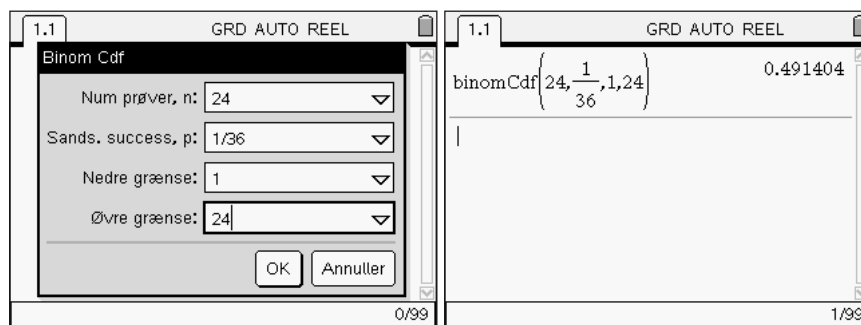 1.1 GRD AUTO REEL
Binom Cdf
Num prøver, n: 24
Sands. success, p: 1/36
Nedre grænse: 1
Øvre grænse: 24
OK Annuller
0/99
1.1 GRD AUTO REEL
binomCdf(24,1/36,1,24) 0.491404
1/99